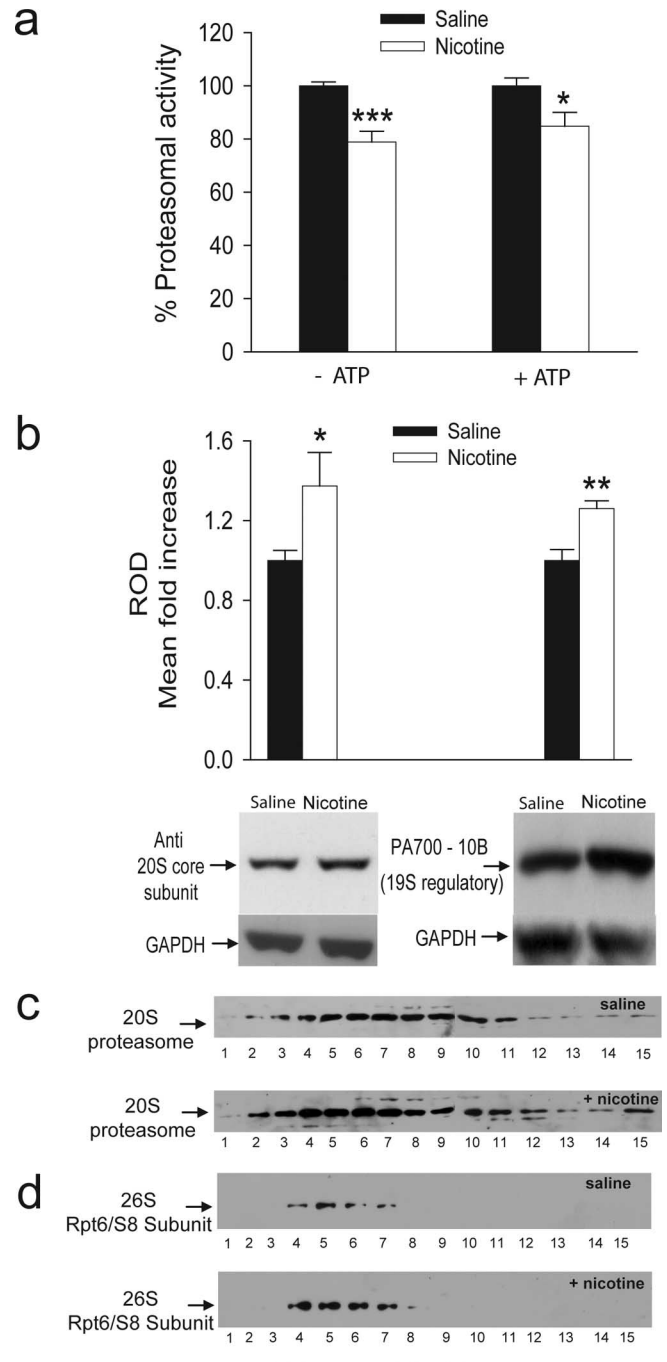 a
Saline
Nicotine
% Proteasomal activity
120
100
80
60
40
20
0
***
*
- ATP
+ ATP
b
Saline
Nicotine
ROD
Mean fold increase
1.6
1.2
0.8
0.4
0.0
*
**
Saline Nicotine
Saline Nicotine
Anti
20S core
subunit
PA700 - 10B
(19S regulatory)
GAPDH
GAPDH
c
saline
20S
proteasome
1 2 3 4 5 6 7 8 9 10 11 12 13 14 15
+ nicotine
20S
proteasome
1 2 3 4 5 6 7 8 9 10 11 12 13 14 15
d
saline
26S
Rpt6/S8 Subunit
1 2 3 4 5 6 7 8 9 10 11 12 13 14 15
+ nicotine
26S
Rpt6/S8 Subunit
1 2 3 4 5 6 7 8 9 10 11 12 13 14 15